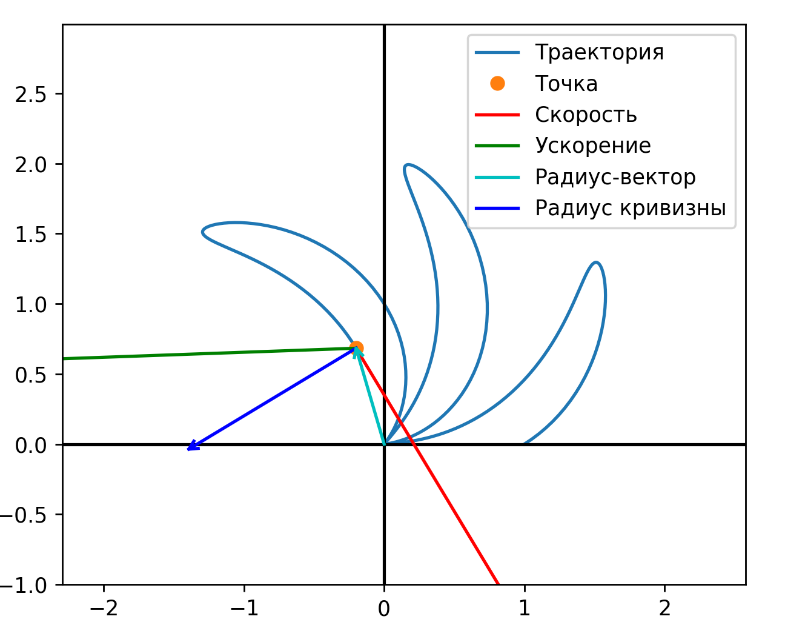 Траектория
Точка
Скорость
Ускорение
Радиус-вектор
Радиус кривизны
2.5
2.0
1.5
1.0
0.5
0.0
−0.5
−1.0
−2
−1
0
1
2